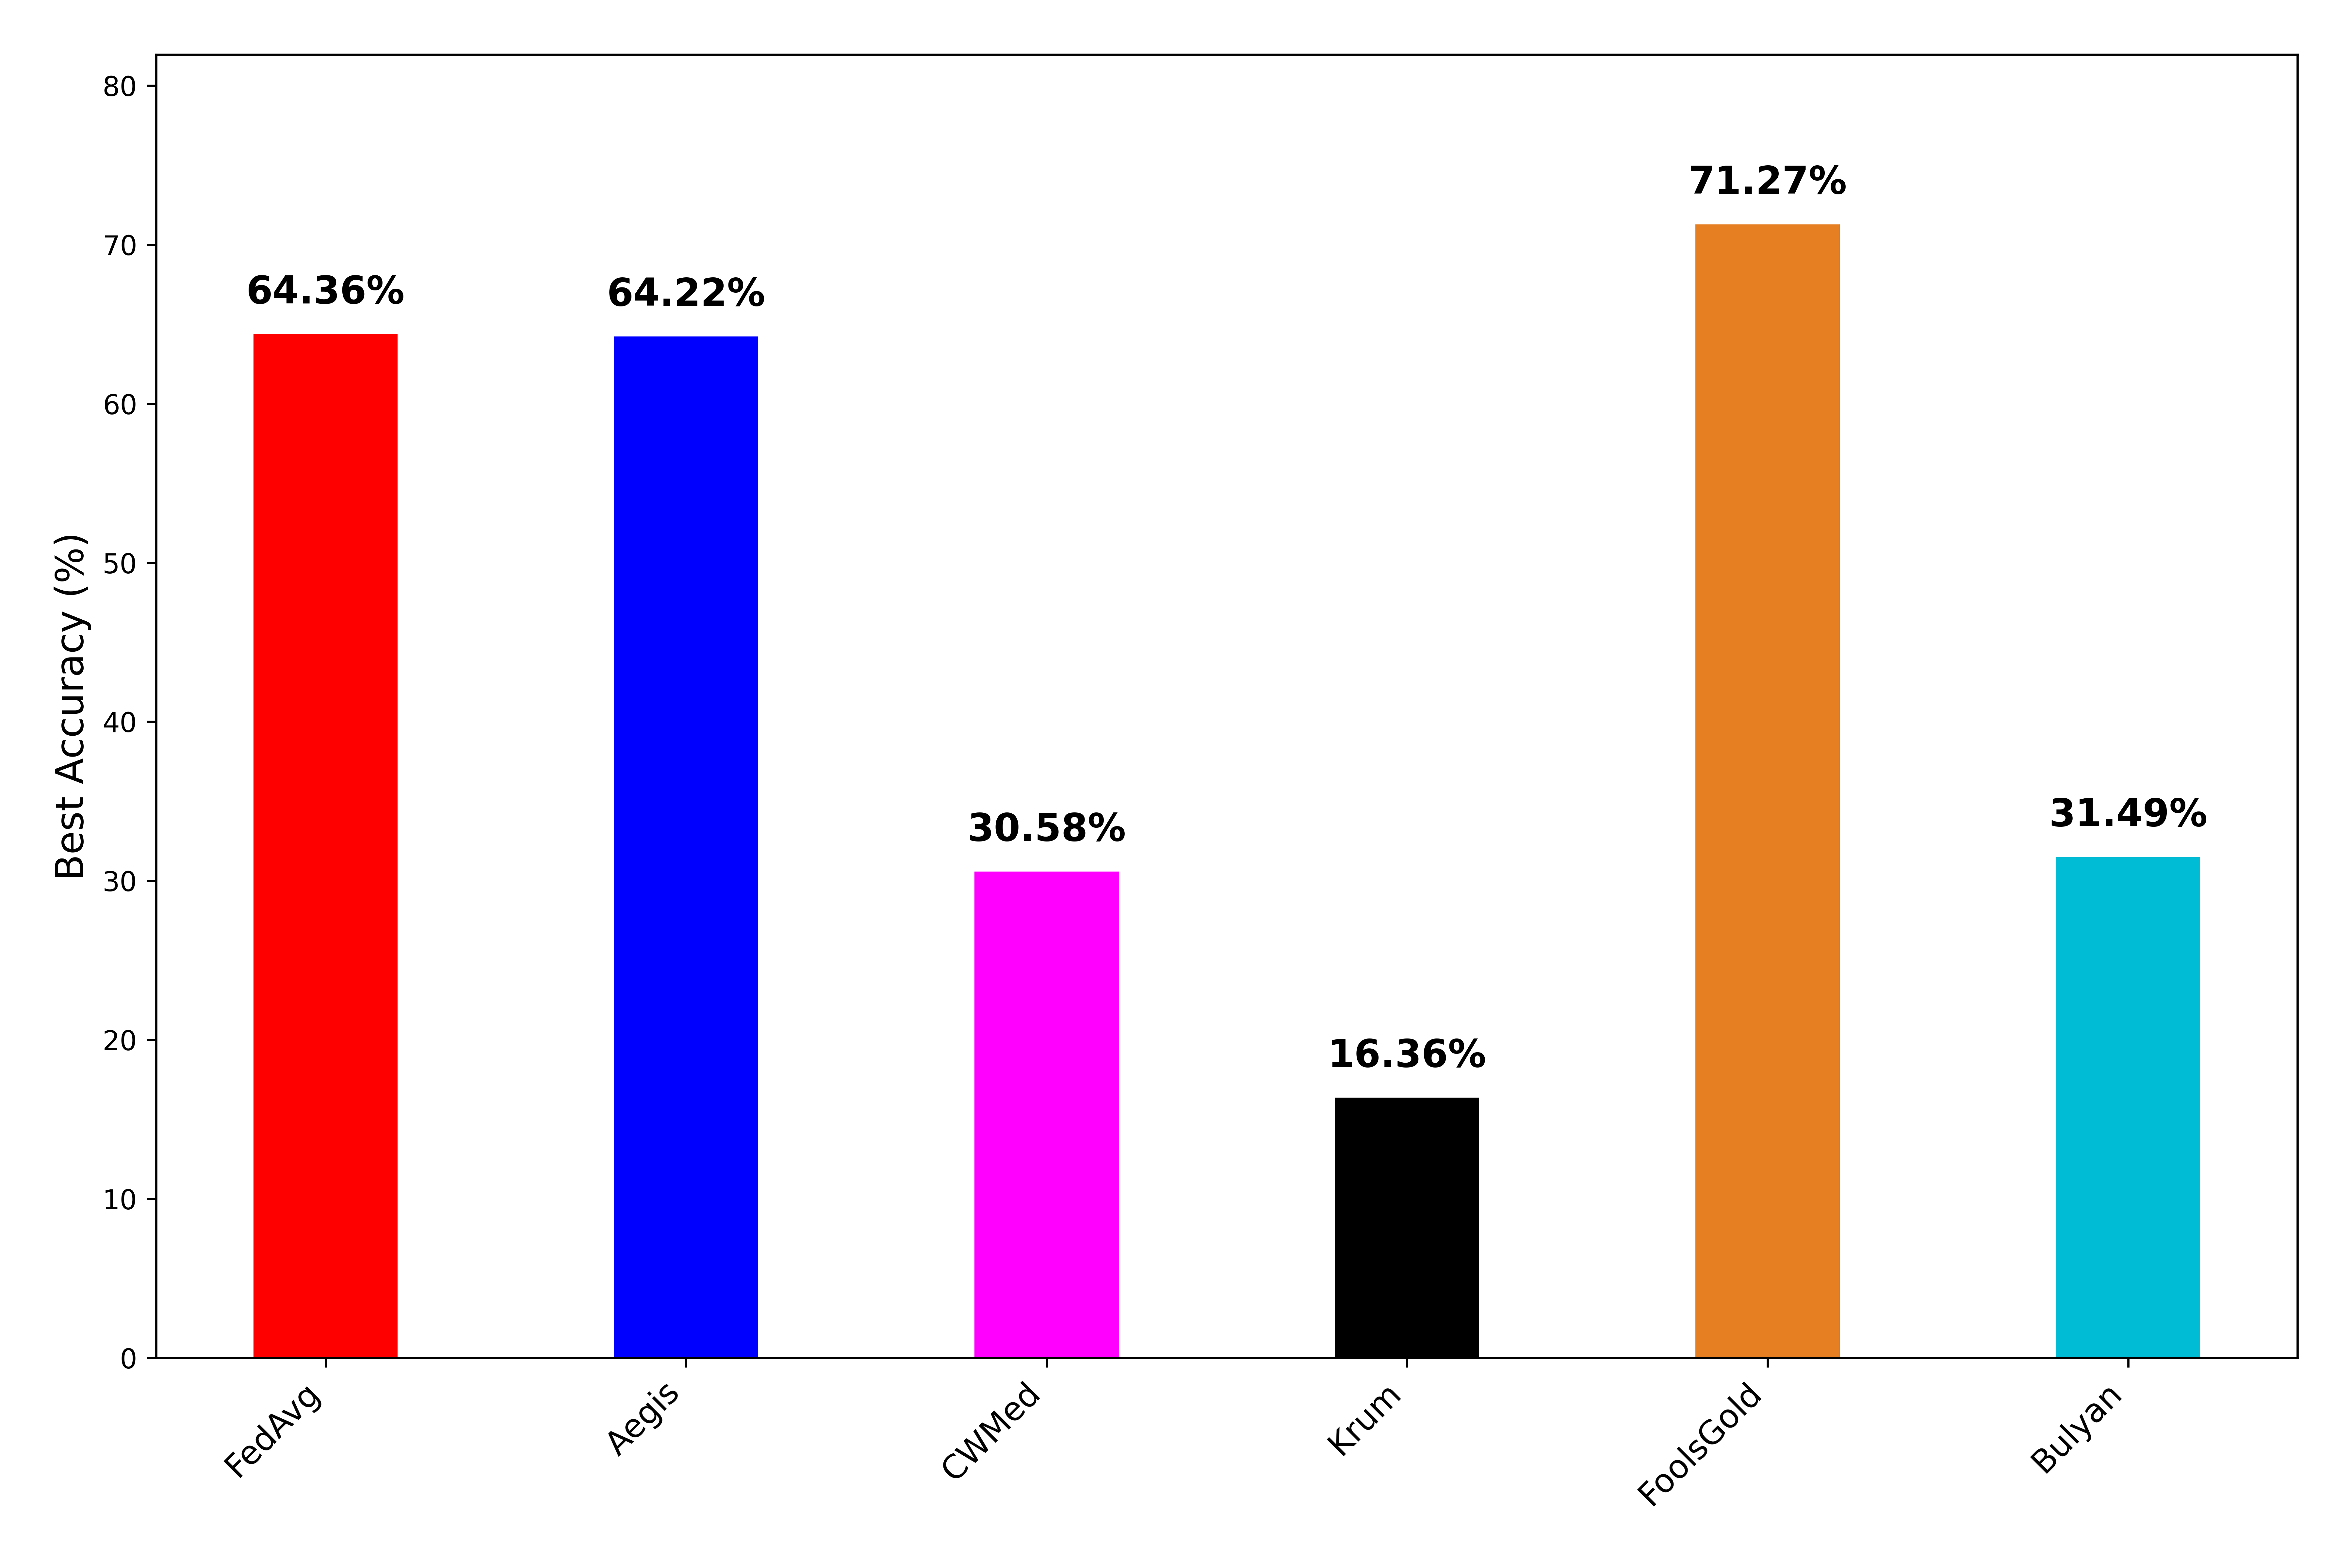 Best Accuracy (%)
80
70
60
50
40
30
20
10
0
64.36%
64.22%
30.58%
16.36%
71.27%
31.49%
FedAvg
Aegis
CWMed
Krum
FoolsGold
Bulyan